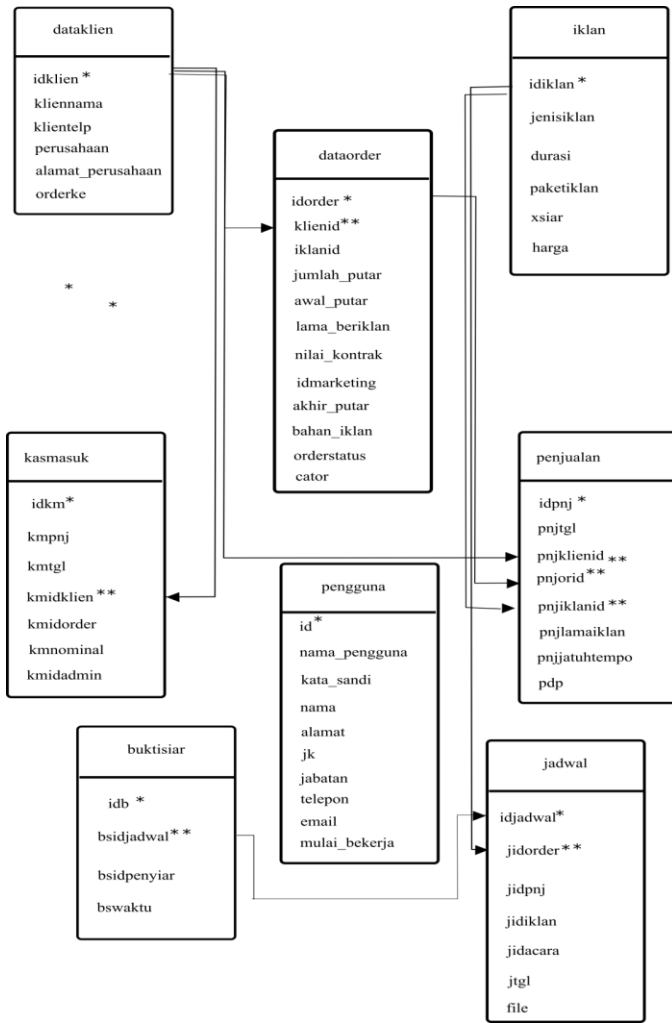 dataklien
idklien *
kliennama
klientelp
perusahaan
alamat_perusahaan
orderke
iklan
idiklan *
jenisiklan
durasi
paketiklan
xsiar
harga
dataorder
idorder *
klienid**
iklanid
jumlah_putar
awal_putar
lama_beriklan
nilai_kontrak
idmarketing
akhir_putar
bahan_iklan
orderstatus
cator
*
*
kasmasuk
idkm*
kmpnj
kmtgl
kmidklien**
kmidorder
kmnominal
kmidadmin
penjualan
idpnj *
pnjtgl
pnjklienid **
pnjorid**
pnjiklanid**
pnjlamaiklan
pnjjatuhtempo
pdp
pengguna
id*
nama_pengguna
kata_sandi
nama
alamat
jk
jabatan
telepon
email
mulai_bekerja
buktisiar
idb *
bsidjadwal**
bsidpenyiar
bswaktu
jadwal
idjadwal*
jidorder**
jidpnj
jidiklan
jidacara
jtgl
file